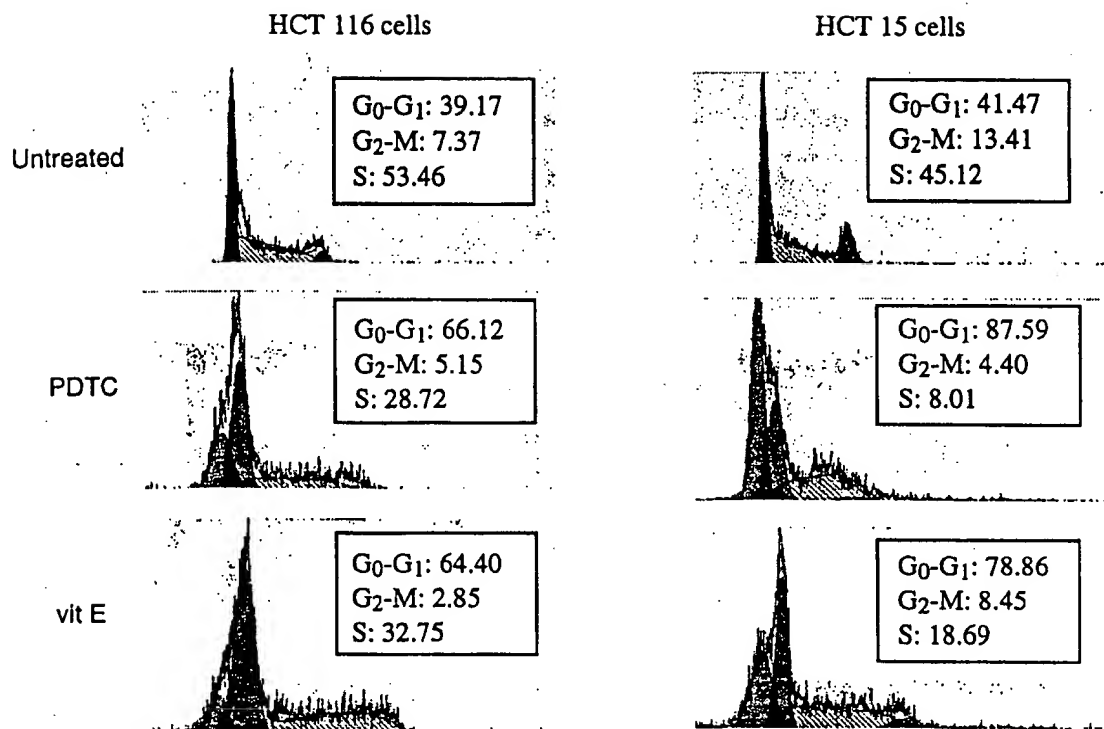 HCT 116 cells
HCT 15 cells
Untreated
G₀-G₁: 39.17
G₂-M: 7.37
S: 53.46
G₀-G₁: 41.47
G₂-M: 13.41
S: 45.12
PDTC
G₀-G₁: 66.12
G₂-M: 5.15
S: 28.72
G₀-G₁: 87.59
G₂-M: 4.40
S: 8.01
vit E
G₀-G₁: 64.40
G₂-M: 2.85
S: 32.75
G₀-G₁: 78.86
G₂-M: 8.45
S: 18.69